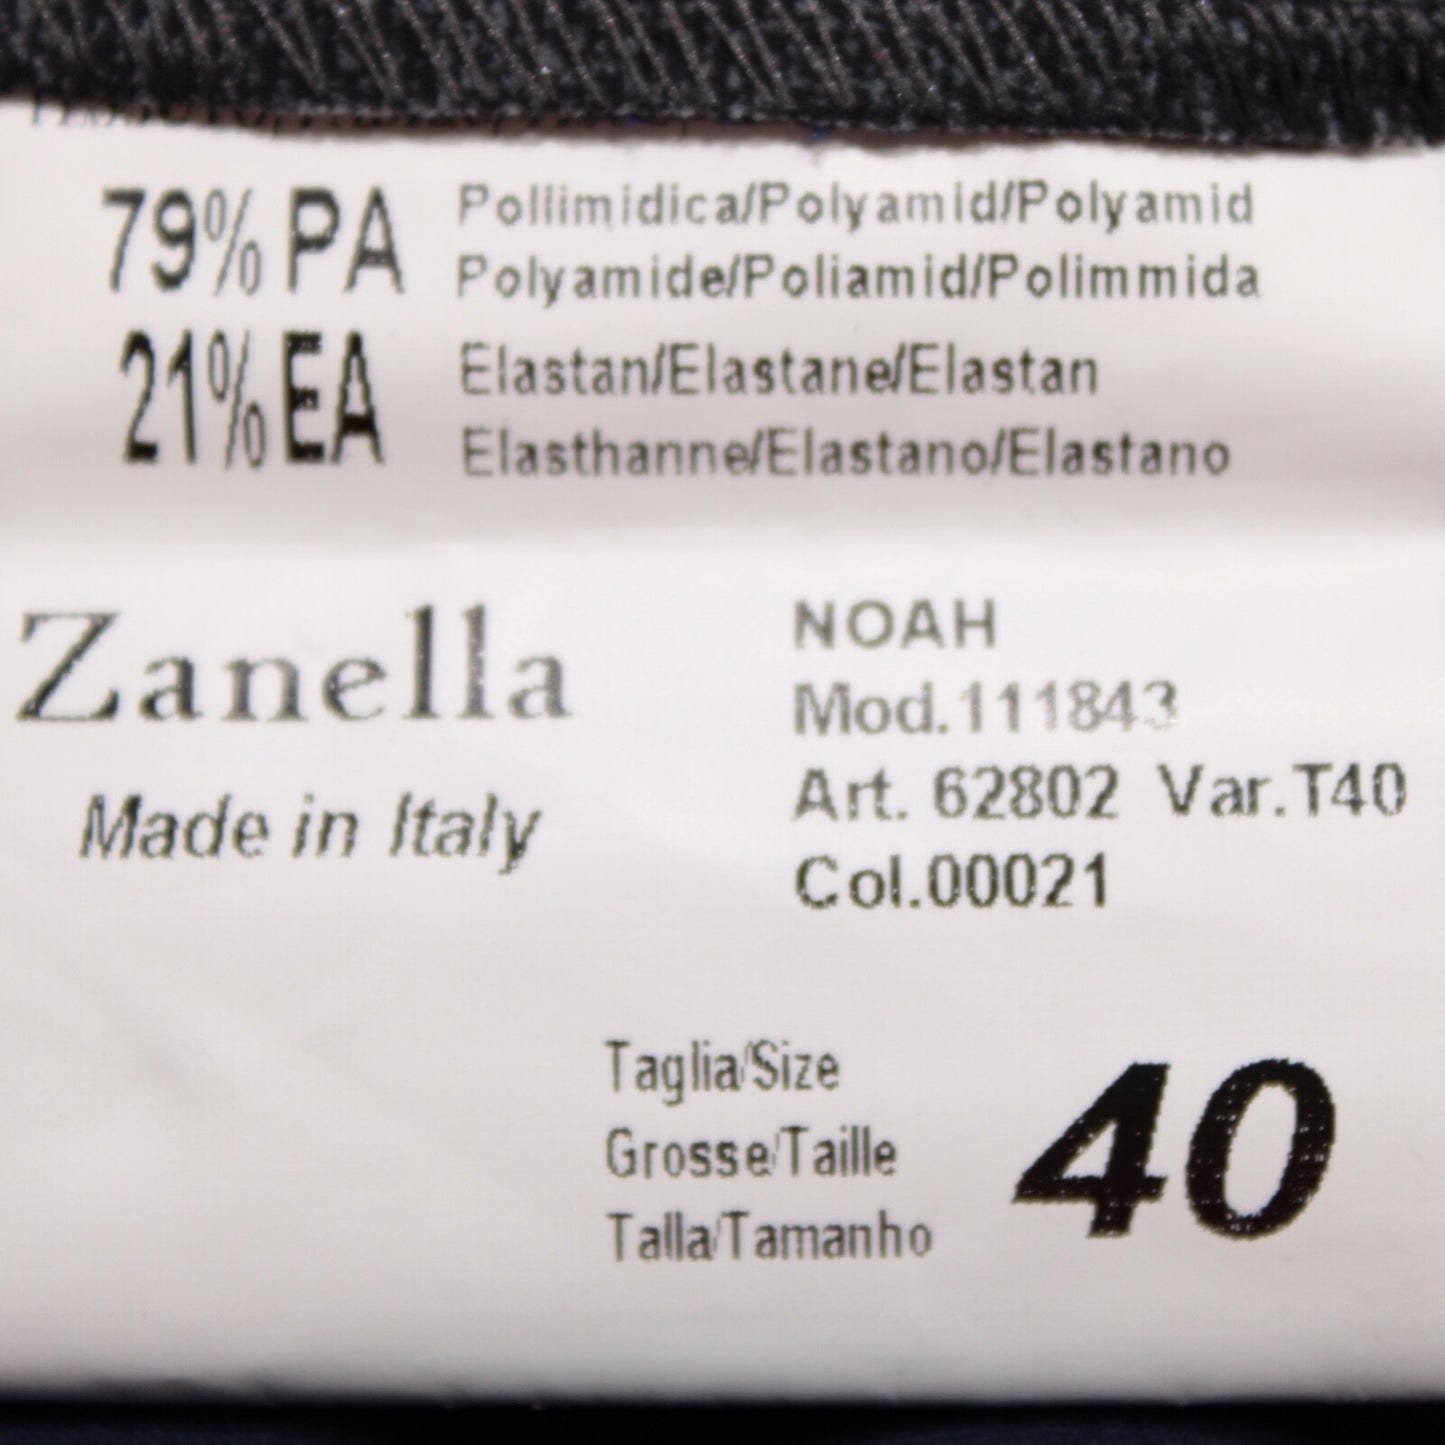 79% PA
Pollimidica/Polyamid/Polyamid
Polyamide/Poliamid/Polimmida
21% EA
Elastan/Elastane/Elastan
Elasthanne/Elastano/Elastano
Zanella
Made in Italy
NOAH
Mod.111843
Art. 62802 Var.T40
Col.00021
Taglia/Size
Grosse/Taille
Talla/Tamanho
40